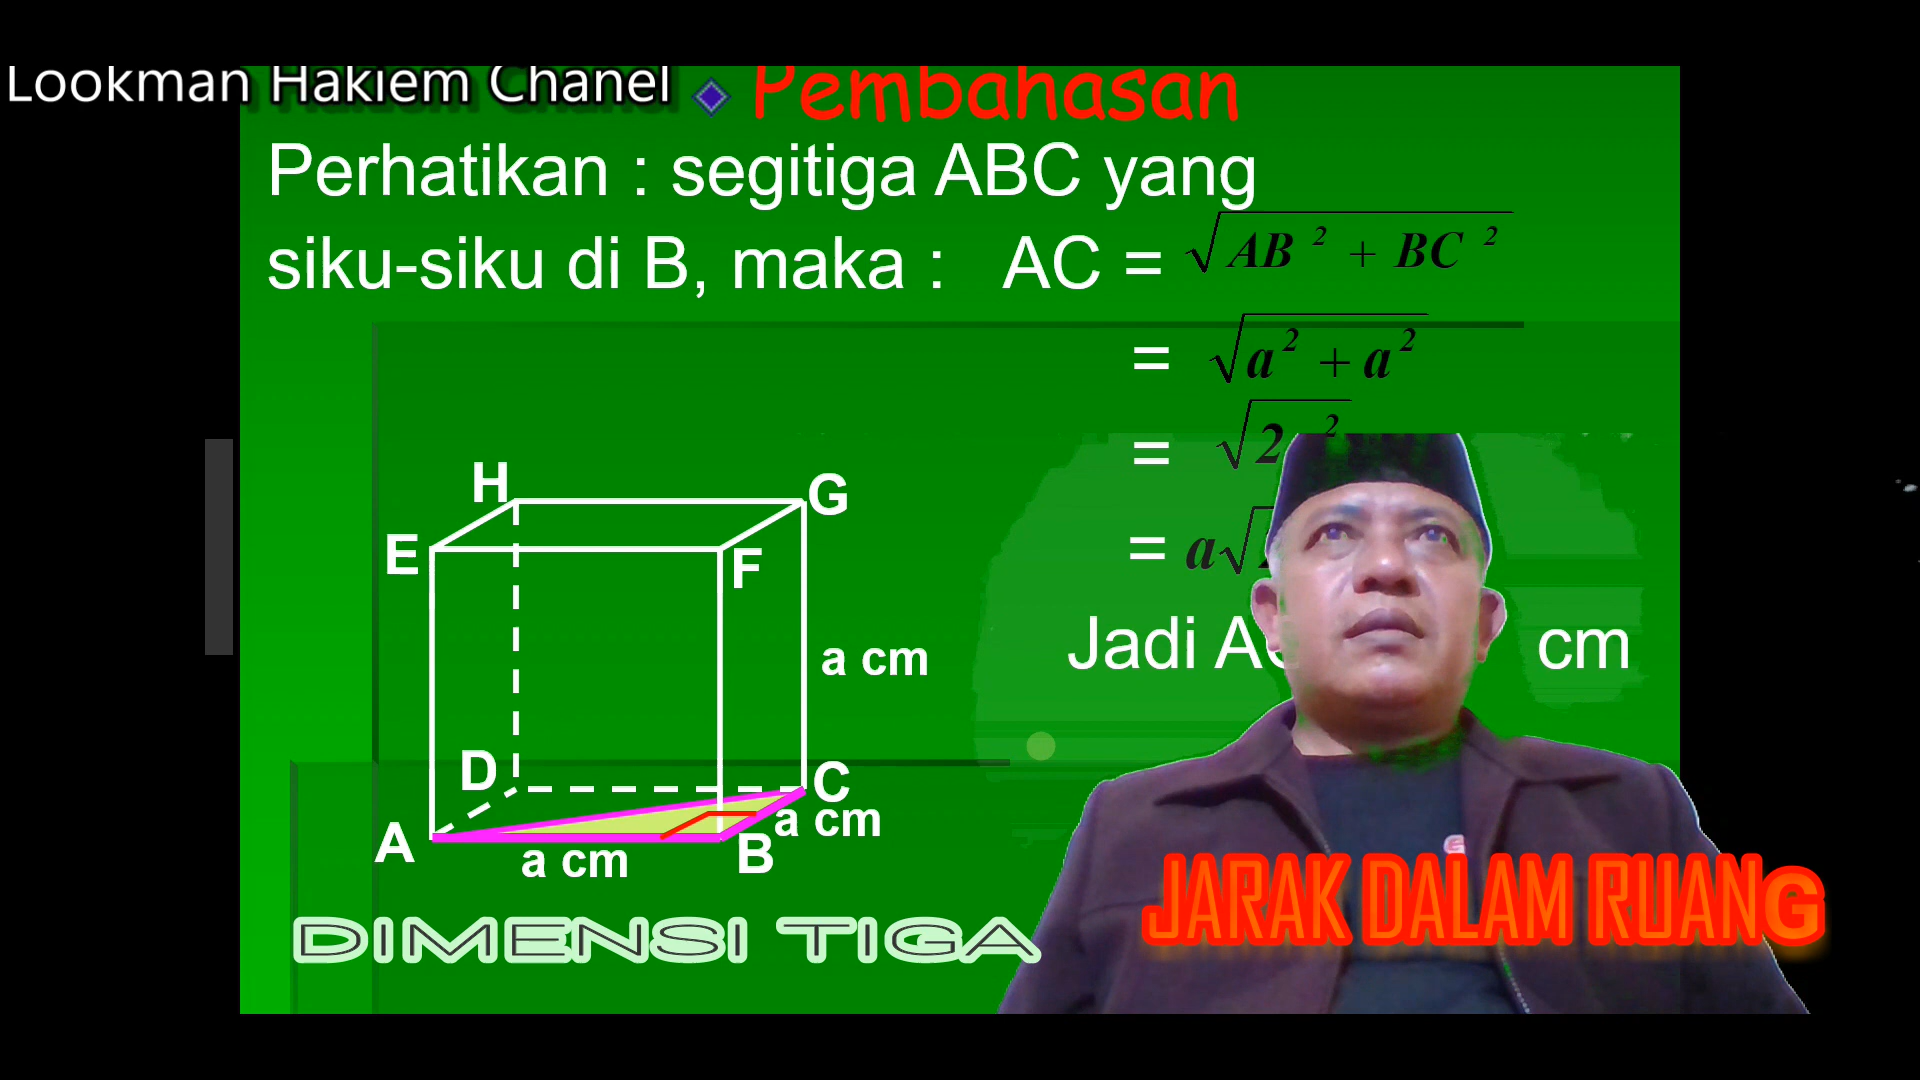 Lookman Hakiem Chanel
Pembahasan
Perhatikan : segitiga ABC yang
siku-siku di B, maka : AC = √AB² + BC²
= √a² + a²
= √2 ²
= a√
Jadi cm
H
G
E
F
a cm
D
C
a cm
A
B
a cm
DIMENSI TIGA
JARAK DALAM RUANG